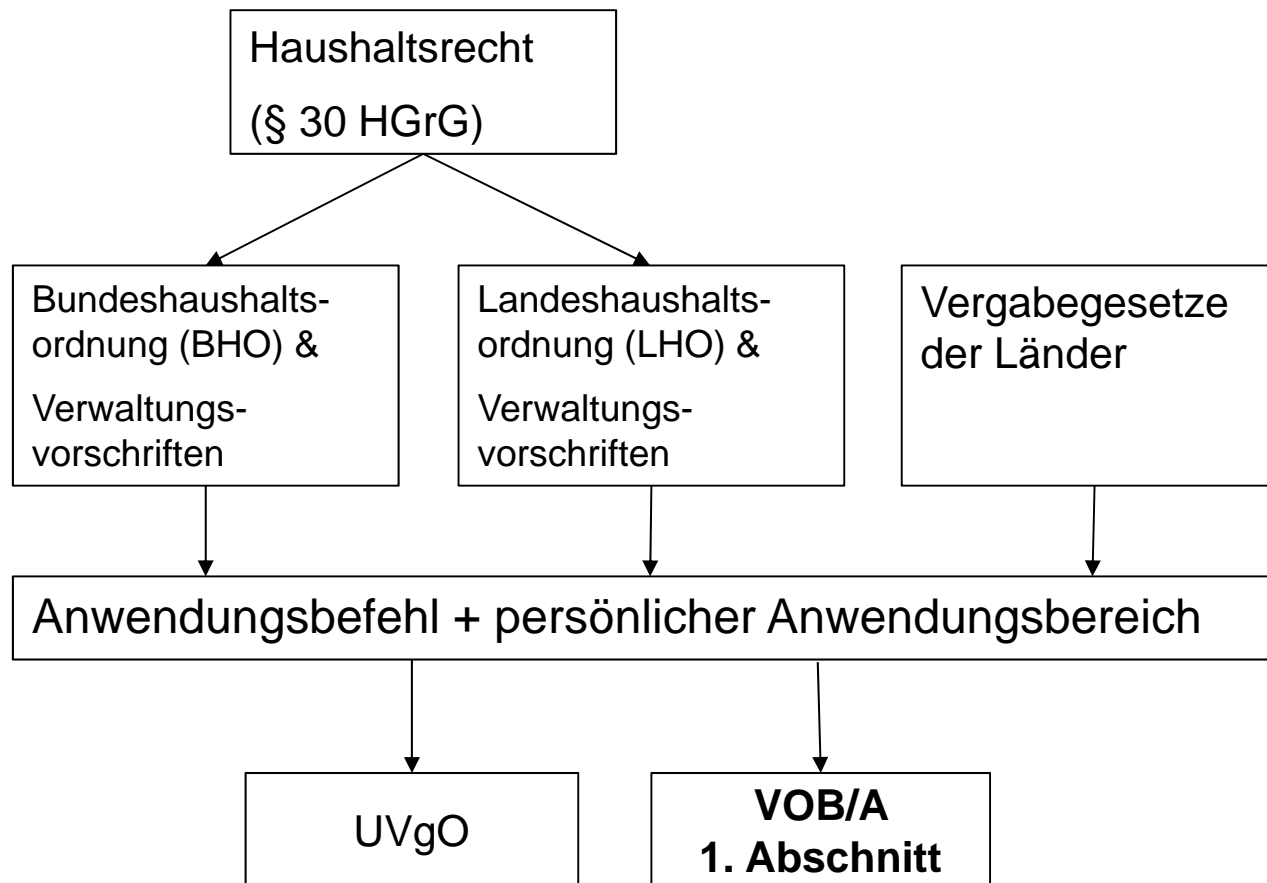 Haushaltsrecht
(§ 30 HGrG)
Bundeshaushalts-
ordnung (BHO) &
Verwaltungs-
vorschriften
Landeshaushalts-
ordnung (LHO) &
Verwaltungs-
vorschriften
Vergabegesetze
der Länder
Anwendungsbefehl + persönlicher Anwendungsbereich
UVgO
VOB/A
1. Abschnitt